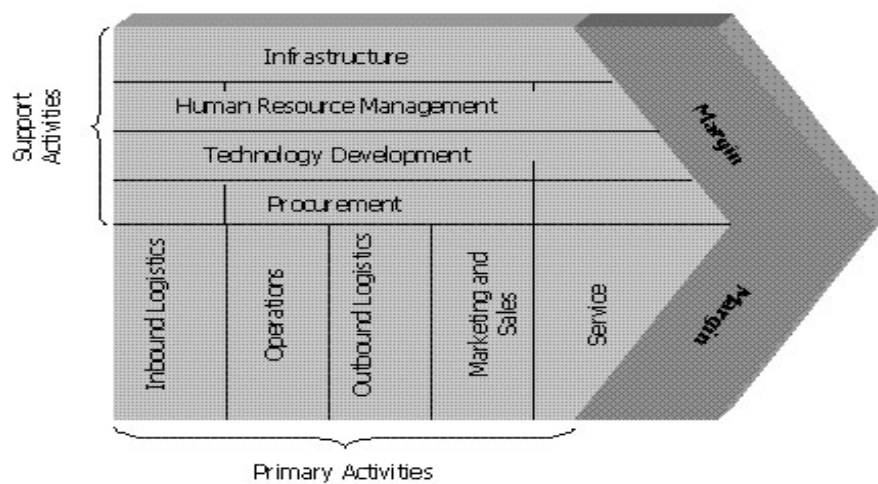 Support
Activities
Infrastructure
Human Resource Management
Technology Development
Procurement
Inbound Logistics
Operations
Outbound Logistics
Marketing and
Sales
Service
Margin
Margin
Primary Activities